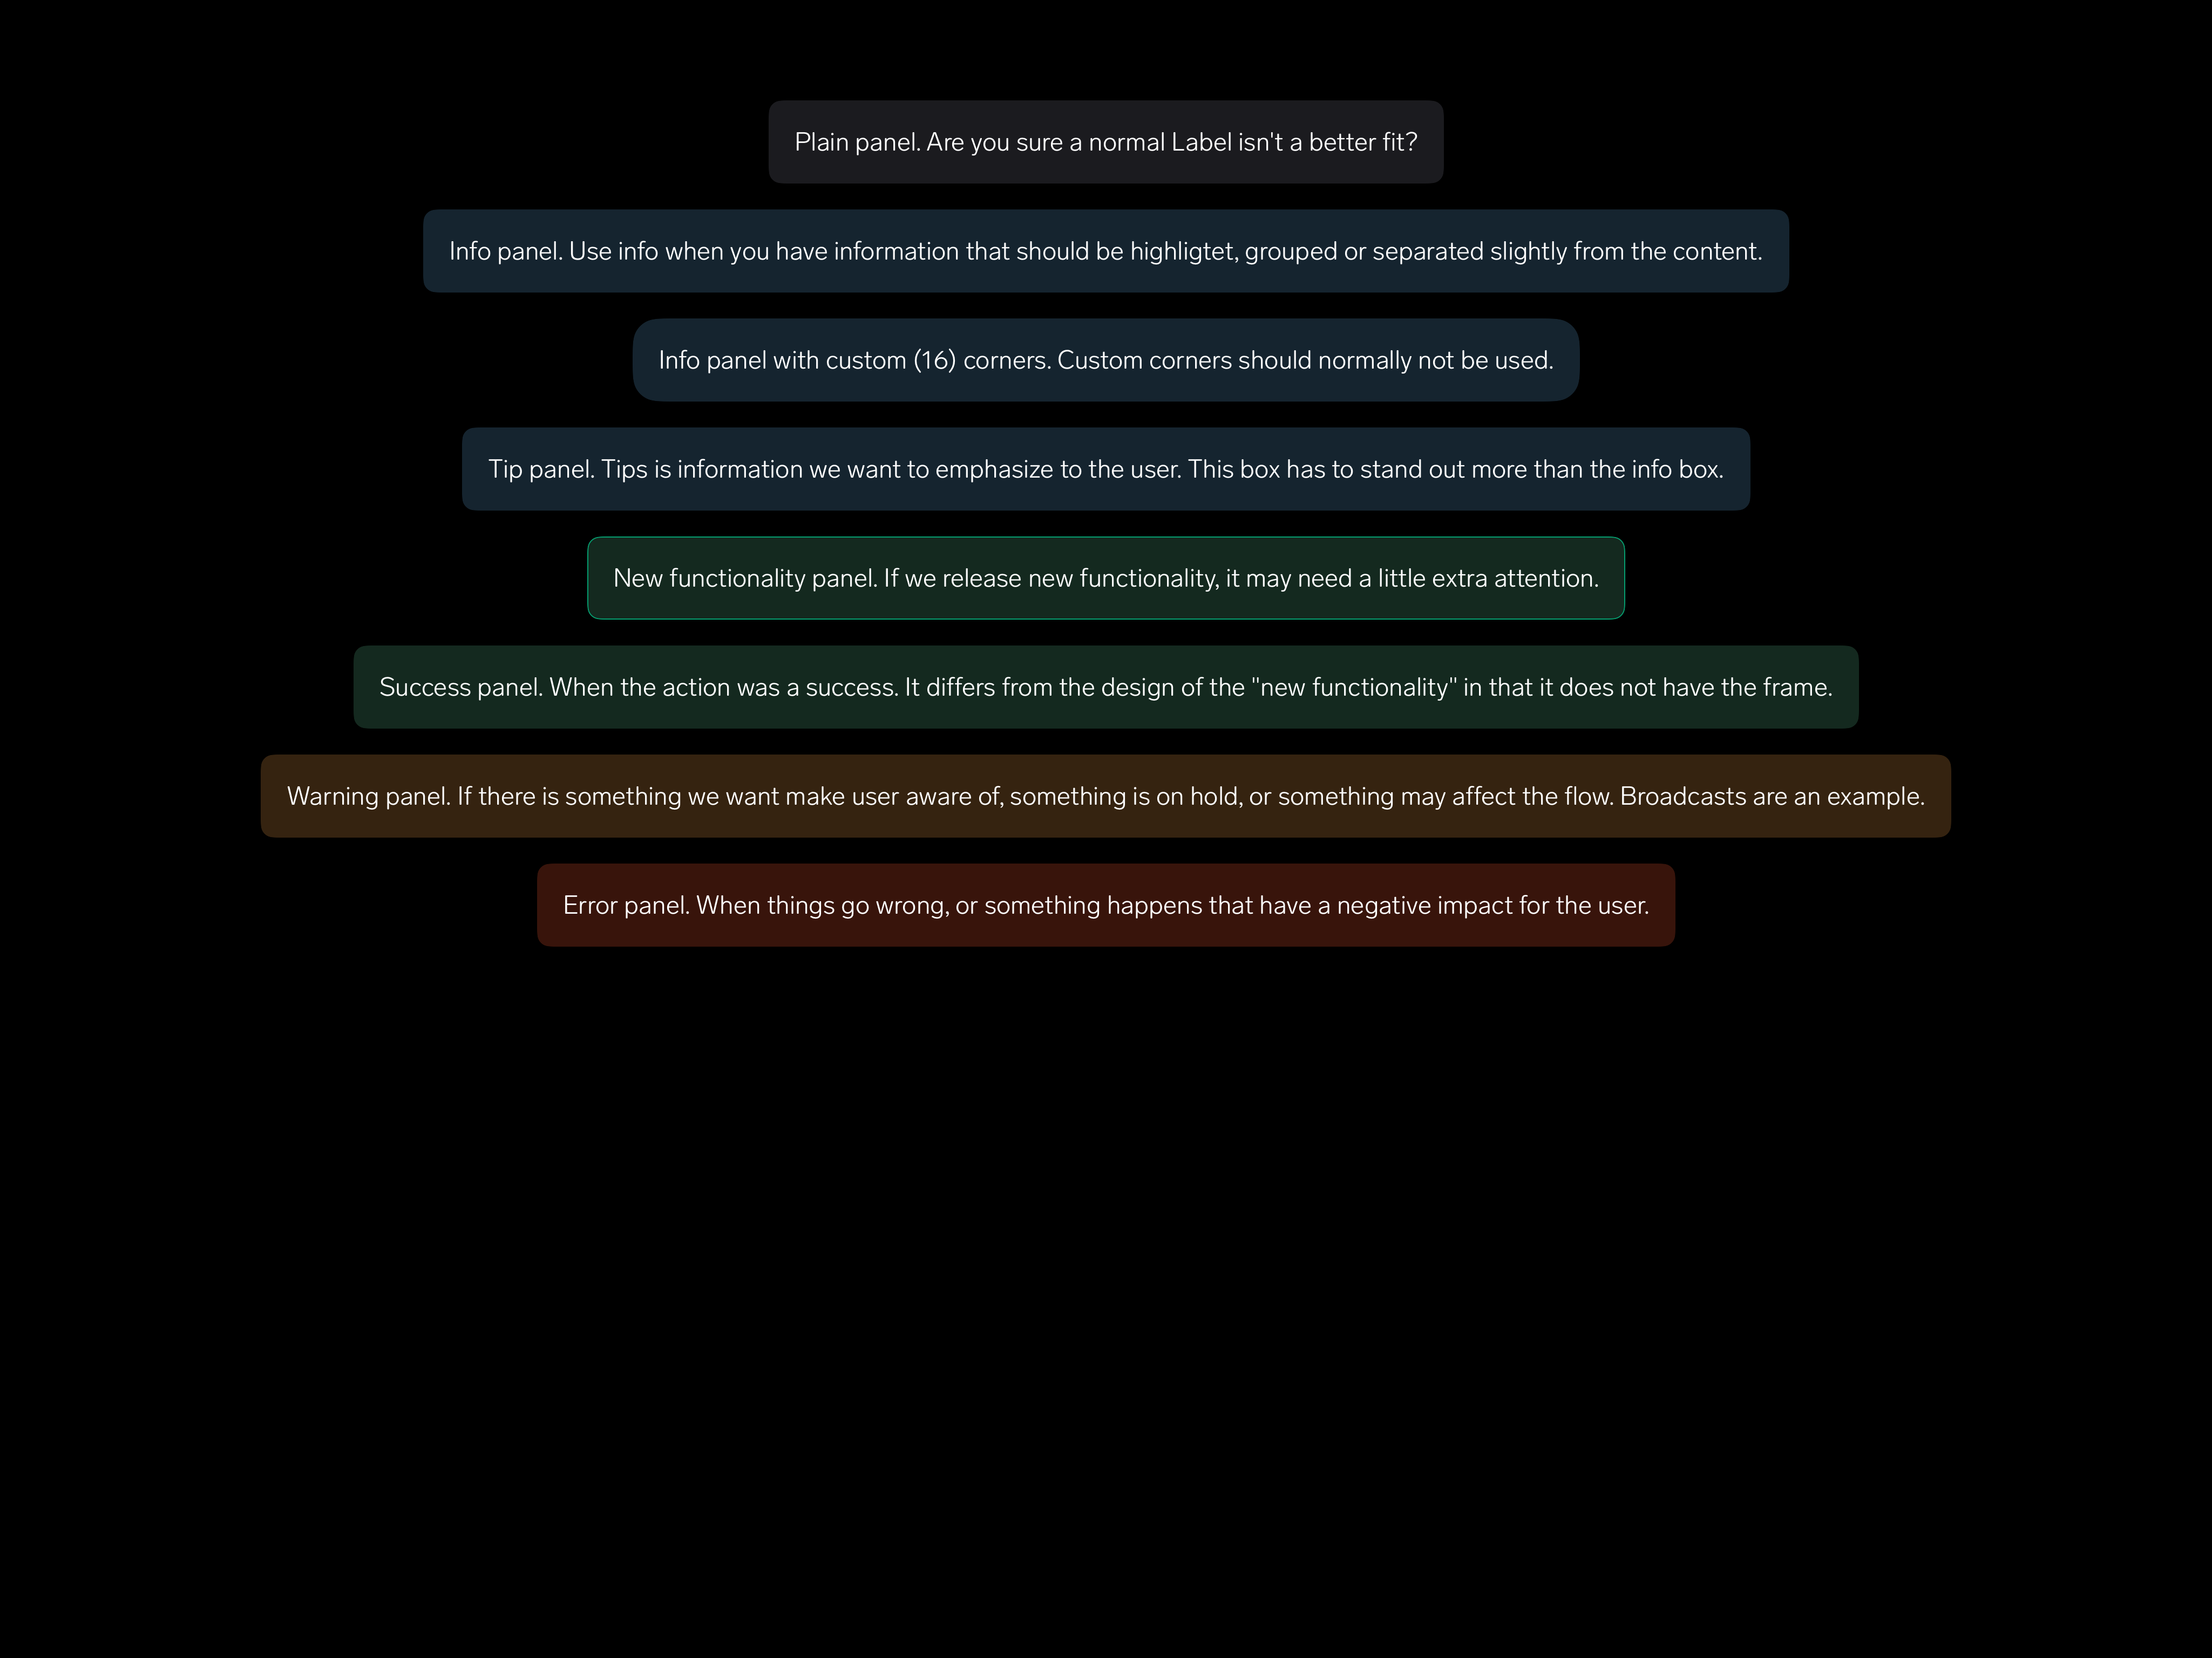 Plain panel. Are you sure a normal Label isn't a better fit?
Info panel. Use info when you have information that should be highligtet, grouped or separated slightly from the content.
Info panel with custom (16) corners. Custom corners should normally not be used.
Tip panel. Tips is information we want to emphasize to the user. This box has to stand out more than the info box.
New functionality panel. If we release new functionality, it may need a little extra attention.
Success panel. When the action was a success. It differs from the design of the "new functionality" in that it does not have the frame.
Warning panel. If there is something we want make user aware of, something is on hold, or something may affect the flow. Broadcasts are an example.
Error panel. When things go wrong, or something happens that have a negative impact for the user.